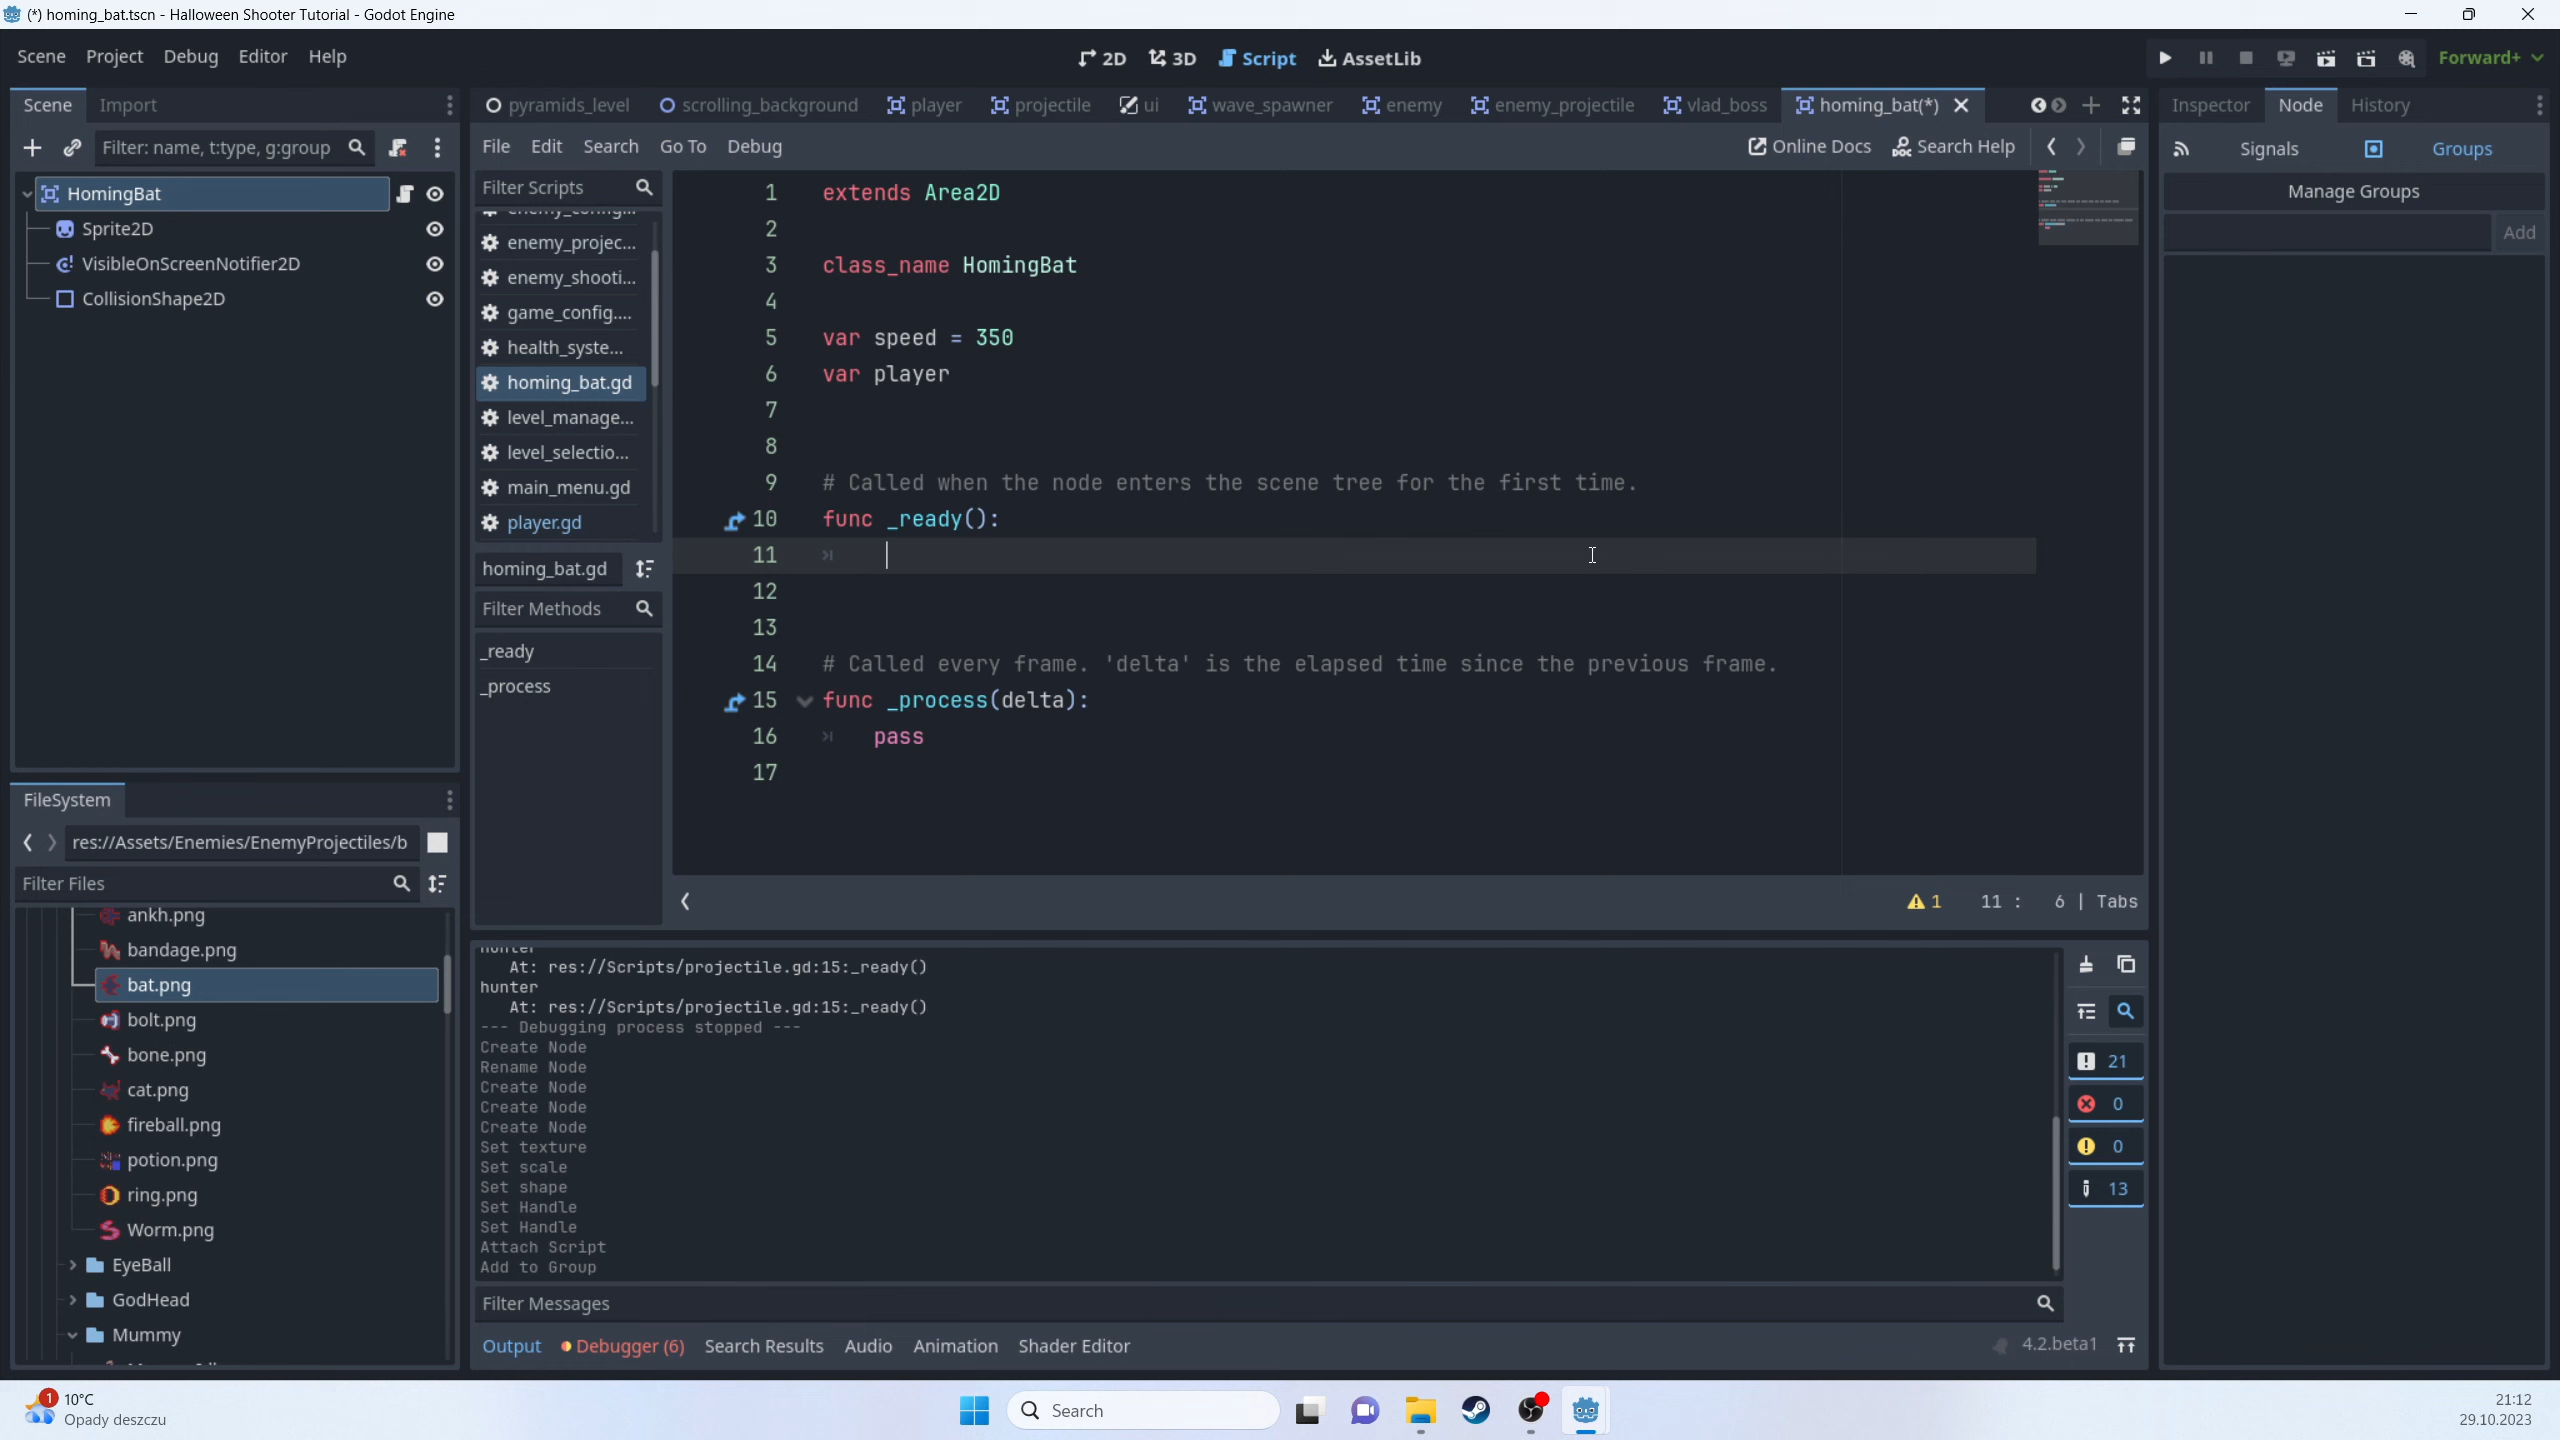 (*) homing_bat.tscn - Halloween Shooter Tutorial - Godot Engine
Scene Project Debug Editor Help
2D 3D Script AssetLib
Forward+
Scene Import
pyramids_level scrolling_background player projectile ui wave_spawner enemy enemy_projectile vlad_boss homing_bat(*)
Inspector Node History
Filter: name, t:type, g:group
File Edit Search Go To Debug
Online Docs Search Help
Signals Groups
Manage Groups
Add
HomingBat
Sprite2D
VisibleOnScreenNotifier2D
CollisionShape2D
Filter Scripts
enemy_projec...
enemy_shooti...
game_config....
health_syste...
homing_bat.gd
level_manage...
level_selectio...
main_menu.gd
player.gd
homing_bat.gd
Filter Methods
_ready
_process
1 extends Area2D
2
3 class_name HomingBat
4
5 var speed = 350
6 var player
7
8
9 # Called when the node enters the scene tree for the first time.
10 func _ready():
11
12
13
14 # Called every frame. 'delta' is the elapsed time since the previous frame.
15 func _process(delta):
16 pass
17
1 11 : 6 | Tabs
FileSystem
res://Assets/Enemies/EnemyProjectiles/b
Filter Files
ankh.png
bandage.png
bat.png
bolt.png
bone.png
cat.png
fireball.png
potion.png
ring.png
Worm.png
EyeBall
GodHead
Mummy
hunter
At: res://Scripts/projectile.gd:15:_ready()
hunter
At: res://Scripts/projectile.gd:15:_ready()
--- Debugging process stopped ---
Create Node
Rename Node
Create Node
Create Node
Create Node
Set texture
Set scale
Set shape
Set Handle
Set Handle
Attach Script
Add to Group
21
0
0
13
Filter Messages
Output Debugger (6) Search Results Audio Animation Shader Editor
4.2.beta1
1
10°C
Opady deszczu
Search
21:12
29.10.2023